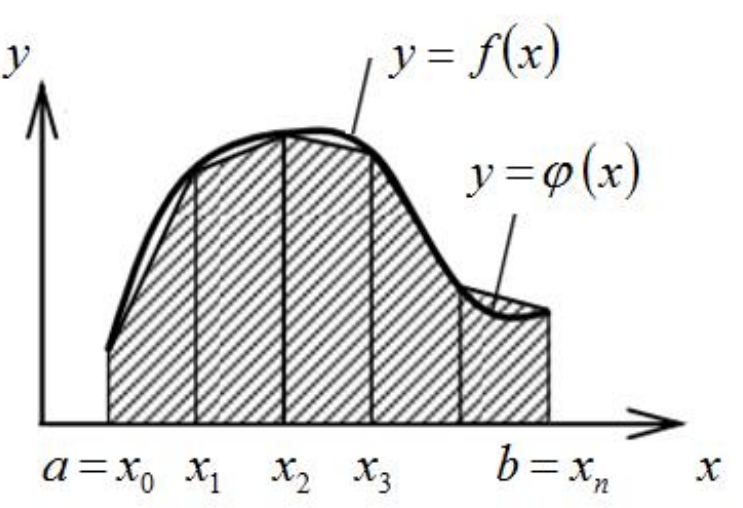 y
y = f(x)
y = φ(x)
a = x₀ x₁ x₂ x₃ b = xₙ x